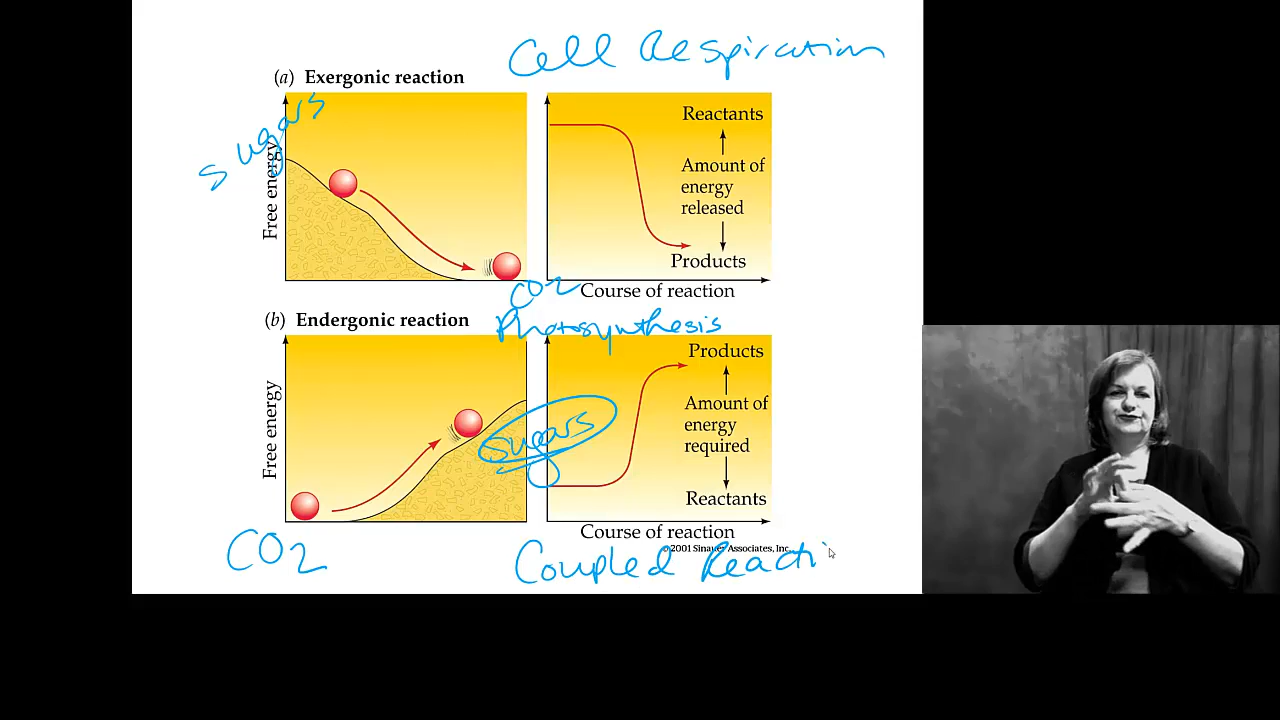 Cell Respiration
(a) Exergonic reaction
sugars
Free energy
Reactants
Amount of
energy
released
Products
CO2
Course of reaction
(b) Endergonic reaction
Photosynthesis
Free energy
Products
Amount of
energy
required
sugars
Reactants
Course of reaction
© 2001 Sinauer Associates, Inc.
CO2
Coupled Reacti